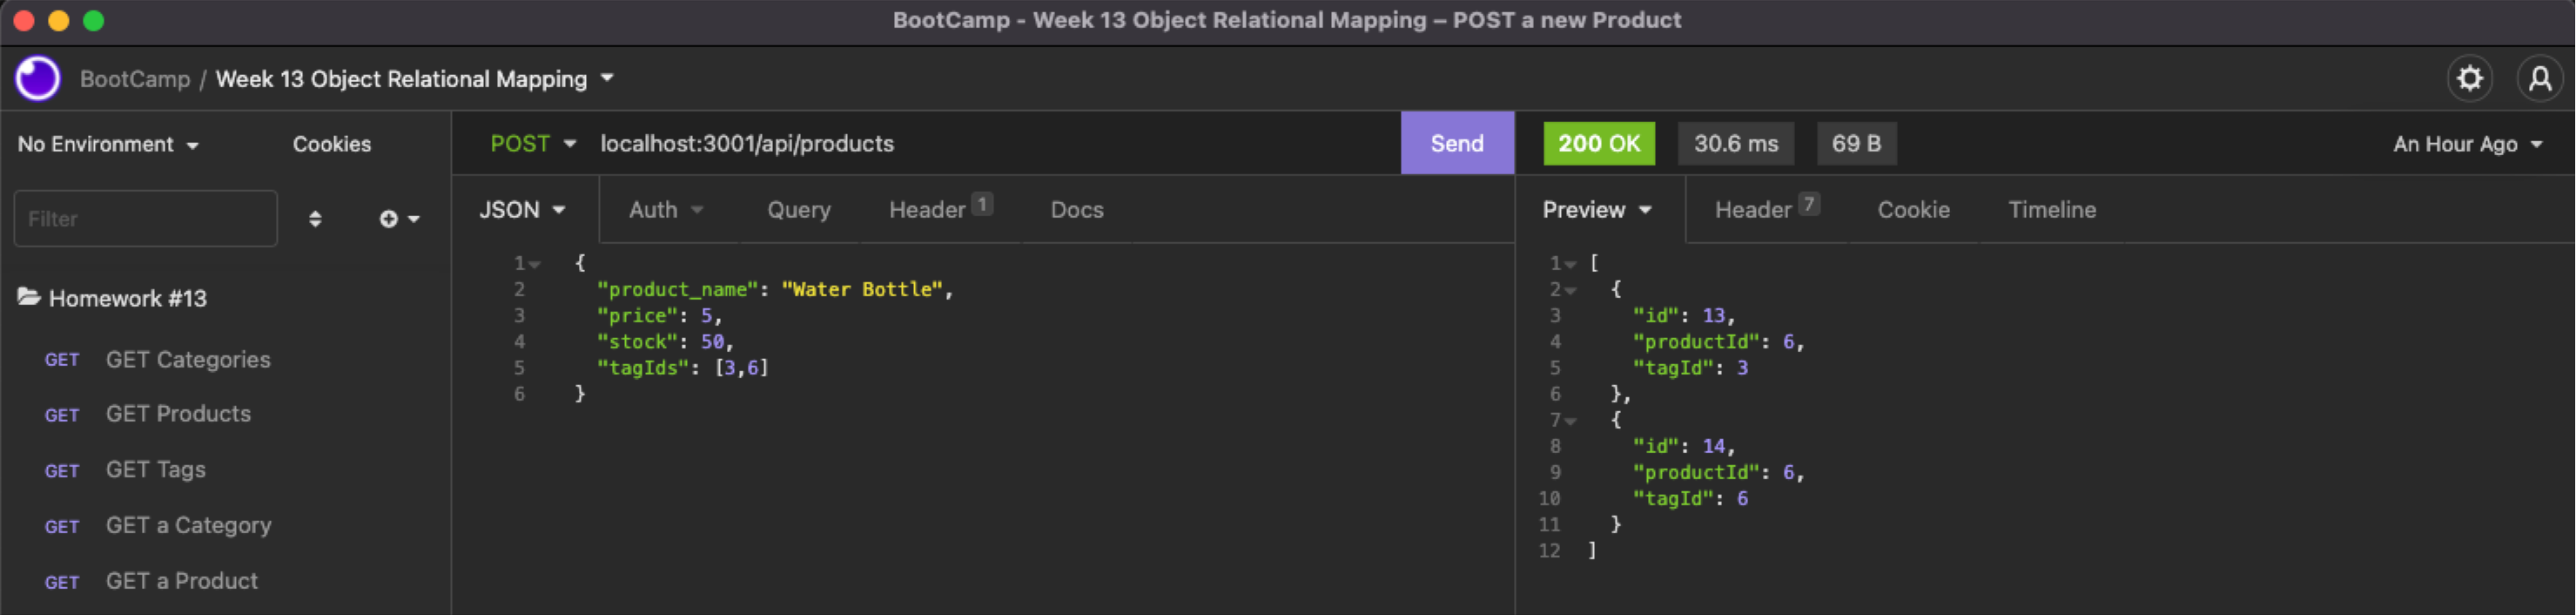 BootCamp - Week 13 Object Relational Mapping – POST a new Product
BootCamp / Week 13 Object Relational Mapping
No Environment Cookies
POST localhost:3001/api/products Send
200 OK 30.6 ms 69 B An Hour Ago
Filter
JSON Auth Query Header 1 Docs
Preview Header 7 Cookie Timeline
Homework #13
GET GET Categories
GET GET Products
GET GET Tags
GET GET a Category
GET GET a Product
1 {
2 "product_name": "Water Bottle",
3 "price": 5,
4 "stock": 50,
5 "tagIds": [3,6]
6 }
1 [
2 {
3 "id": 13,
4 "productId": 6,
5 "tagId": 3
6 },
7 {
8 "id": 14,
9 "productId": 6,
10 "tagId": 6
11 }
12 ]